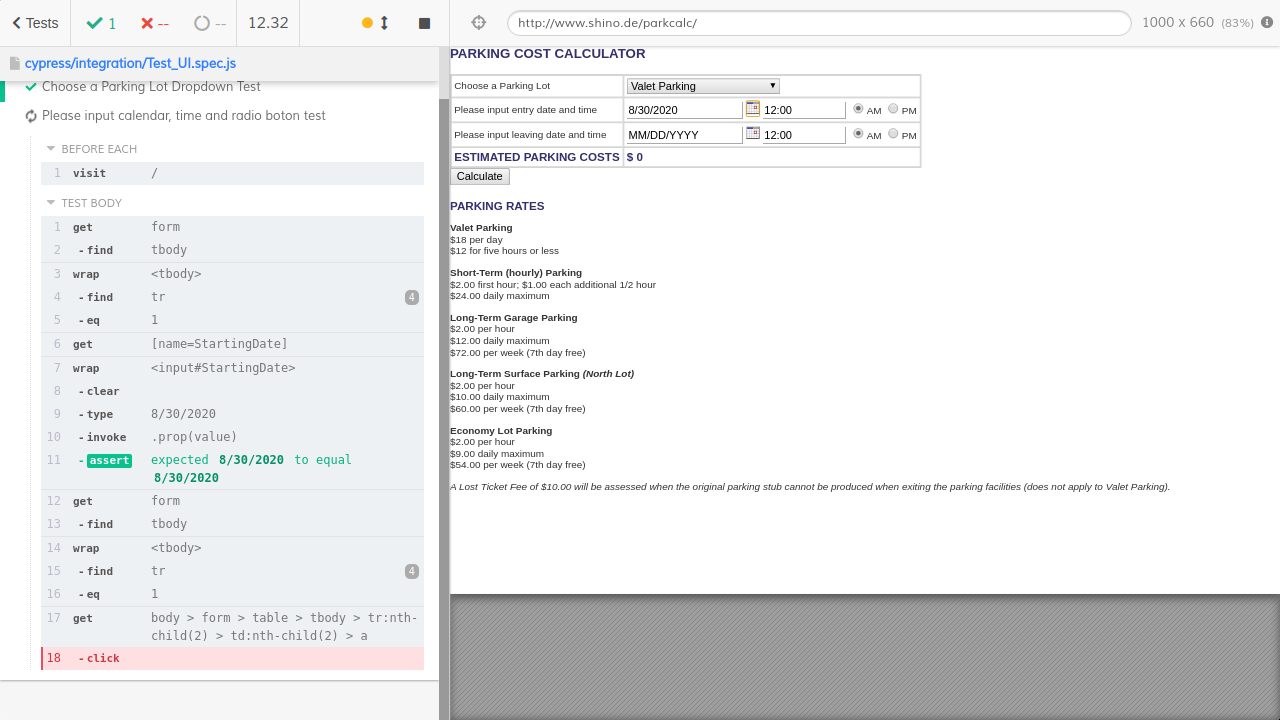 Tests
1
--
--
12.32
http://www.shino.de/parkcalc/
1000 x 660 (83%)
cypress/integration/Test_UI.spec.js
Choose a Parking Lot Dropdown Test
use input calendar, time and radio boton test
BEFORE EACH
1 visit /
TEST BODY
1 get form
2 - find tbody
3 wrap <tbody>
4 - find tr 4
5 - eq 1
6 get [name=StartingDate]
7 wrap <input#StartingDate>
8 - clear
9 - type 8/30/2020
10 - invoke .prop(value)
11 - assert expected 8/30/2020 to equal
8/30/2020
12 get form
13 - find tbody
14 wrap <tbody>
15 - find tr 4
16 - eq 1
17 get body > form > table > tbody > tr:nth-
child(2) > td:nth-child(2) > a
18 - click
PARKING COST CALCULATOR
Choose a Parking Lot Valet Parking
Please input entry date and time 8/30/2020 12:00 AM PM
Please input leaving date and time MM/DD/YYYY 12:00 AM PM
ESTIMATED PARKING COSTS $ 0
Calculate
PARKING RATES
Valet Parking
$18 per day
$12 for five hours or less
Short-Term (hourly) Parking
$2.00 first hour; $1.00 each additional 1/2 hour
$24.00 daily maximum
Long-Term Garage Parking
$2.00 per hour
$12.00 daily maximum
$72.00 per week (7th day free)
Long-Term Surface Parking (North Lot)
$2.00 per hour
$10.00 daily maximum
$60.00 per week (7th day free)
Economy Lot Parking
$2.00 per hour
$9.00 daily maximum
$54.00 per week (7th day free)
A Lost Ticket Fee of $10.00 will be assessed when the original parking stub cannot be produced when exiting the parking facilities (does not apply to Valet Parking).